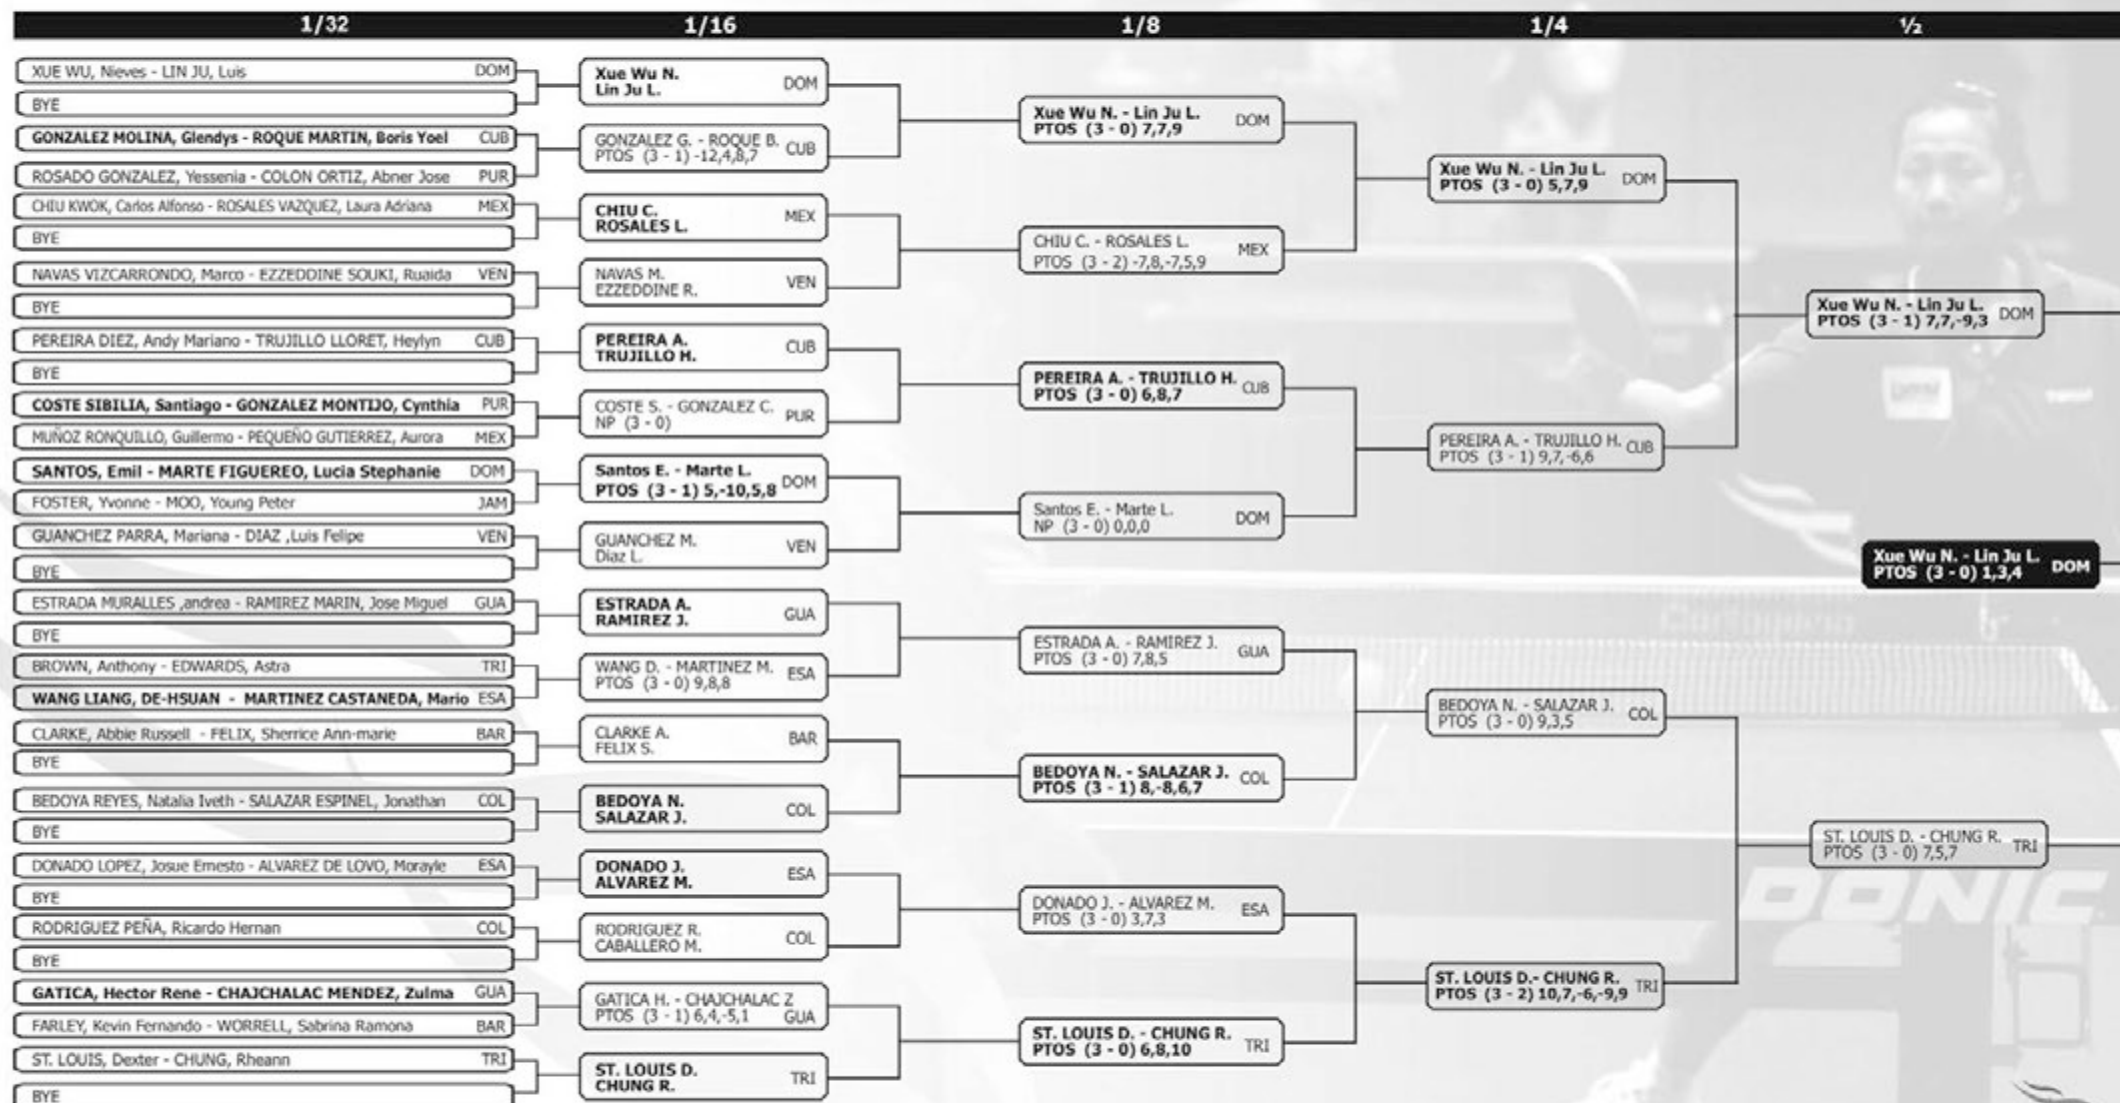 1/32 1/16 1/8 1/4 ½
XUE WU, Nieves - LIN JU, Luis DOM
BYE
GONZALEZ MOLINA, Glendys - ROQUE MARTIN, Boris Yoel CUB
ROSADO GONZALEZ, Yessenia - COLON ORTIZ, Abner Jose PUR
CHIU KWOK, Carlos Alfonso - ROSALES VAZQUEZ, Laura Adriana MEX
BYE
NAVAS VIZCARRONDO, Marco - EZZEDDINE SOUKI, Ruaida VEN
BYE
PEREIRA DIEZ, Andy Mariano - TRUJILLO LLORET, Heylyn CUB
BYE
COSTE SIBILIA, Santiago - GONZALEZ MONTIJO, Cynthia PUR
MUÑOZ RONQUILLO, Guillermo - PEQUEÑO GUTIERREZ, Aurora MEX
SANTOS, Emil - MARTE FIGUEREO, Lucia Stephanie DOM
FOSTER, Yvonne - MOO, Young Peter JAM
GUANCHEZ PARRA, Mariana - DIAZ ,Luis Felipe VEN
BYE
ESTRADA MURALLES ,andrea - RAMIREZ MARIN, Jose Miguel GUA
BYE
BROWN, Anthony - EDWARDS, Astra TRI
WANG LIANG, DE-HSUAN - MARTINEZ CASTANEDA, Mario ESA
CLARKE, Abbie Russell - FELIX, Sherrice Ann-marie BAR
BYE
BEDOYA REYES, Natalia Iveth - SALAZAR ESPINEL, Jonathan COL
BYE
DONADO LOPEZ, Josue Ernesto - ALVAREZ DE LOVO, Morayle ESA
BYE
RODRIGUEZ PEÑA, Ricardo Hernan COL
BYE
GATICA, Hector Rene - CHAJCHALAC MENDEZ, Zulma GUA
FARLEY, Kevin Fernando - WORRELL, Sabrina Ramona BAR
ST. LOUIS, Dexter - CHUNG, Rheann TRI
BYE
Xue Wu N.
Lin Ju L. DOM
GONZALEZ G. - ROQUE B.
PTOS (3 - 1) -12,4,8,7 CUB
CHIU C.
ROSALES L. MEX
NAVAS M.
EZZEDDINE R. VEN
PEREIRA A.
TRUJILLO H. CUB
COSTE S. - GONZALEZ C.
NP (3 - 0) PUR
Santos E. - Marte L.
PTOS (3 - 1) 5,-10,5,8 DOM
GUANCHEZ M.
Diaz L. VEN
ESTRADA A.
RAMIREZ J. GUA
WANG D. - MARTINEZ M.
PTOS (3 - 0) 9,8,8 ESA
CLARKE A.
FELIX S. BAR
BEDOYA N.
SALAZAR J. COL
DONADO J.
ALVAREZ M. ESA
RODRIGUEZ R.
CABALLERO M. COL
GATICA H. - CHAJCHALAC Z
PTOS (3 - 1) 6,4,-5,1 GUA
ST. LOUIS D.
CHUNG R. TRI
Xue Wu N. - Lin Ju L.
PTOS (3 - 0) 7,7,9 DOM
CHIU C. - ROSALES L.
PTOS (3 - 2) -7,8,-7,5,9 MEX
PEREIRA A. - TRUJILLO H.
PTOS (3 - 0) 6,8,7 CUB
Santos E. - Marte L.
NP (3 - 0) 0,0,0 DOM
ESTRADA A. - RAMIREZ J.
PTOS (3 - 0) 7,8,5 GUA
BEDOYA N. - SALAZAR J.
PTOS (3 - 1) 8,-8,6,7 COL
DONADO J. - ALVAREZ M.
PTOS (3 - 0) 3,7,3 ESA
ST. LOUIS D. - CHUNG R.
PTOS (3 - 0) 6,8,10 TRI
Xue Wu N. - Lin Ju L.
PTOS (3 - 0) 5,7,9 DOM
PEREIRA A. - TRUJILLO H.
PTOS (3 - 1) 9,7,-6,6 CUB
BEDOYA N. - SALAZAR J.
PTOS (3 - 0) 9,3,5 COL
ST. LOUIS D.- CHUNG R.
PTOS (3 - 2) 10,7,-6,-9,9 TRI
Xue Wu N. - Lin Ju L.
PTOS (3 - 1) 7,7,-9,3 DOM
Xue Wu N. - Lin Ju L.
PTOS (3 - 0) 1,3,4 DOM
ST. LOUIS D. - CHUNG R.
PTOS (3 - 0) 7,5,7 TRI
DONIC